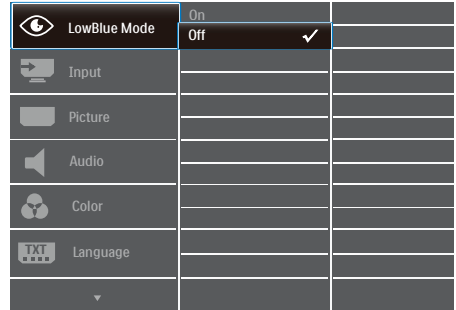 LowBlue Mode
On
Off
Input
Picture
Audio
Color
TXT
Language